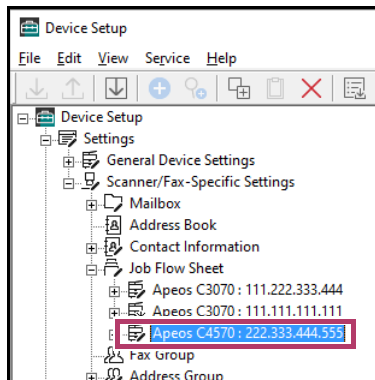 Device Setup
File Edit View Service Help
Device Setup
Settings
General Device Settings
Scanner/Fax-Specific Settings
Mailbox
Address Book
Contact Information
Job Flow Sheet
Apeos C3070 : 111.222.333.444
Apeos C3070 : 111.111.111.111
Apeos C4570 : 222.333.444.555
Fax Group
Address Group